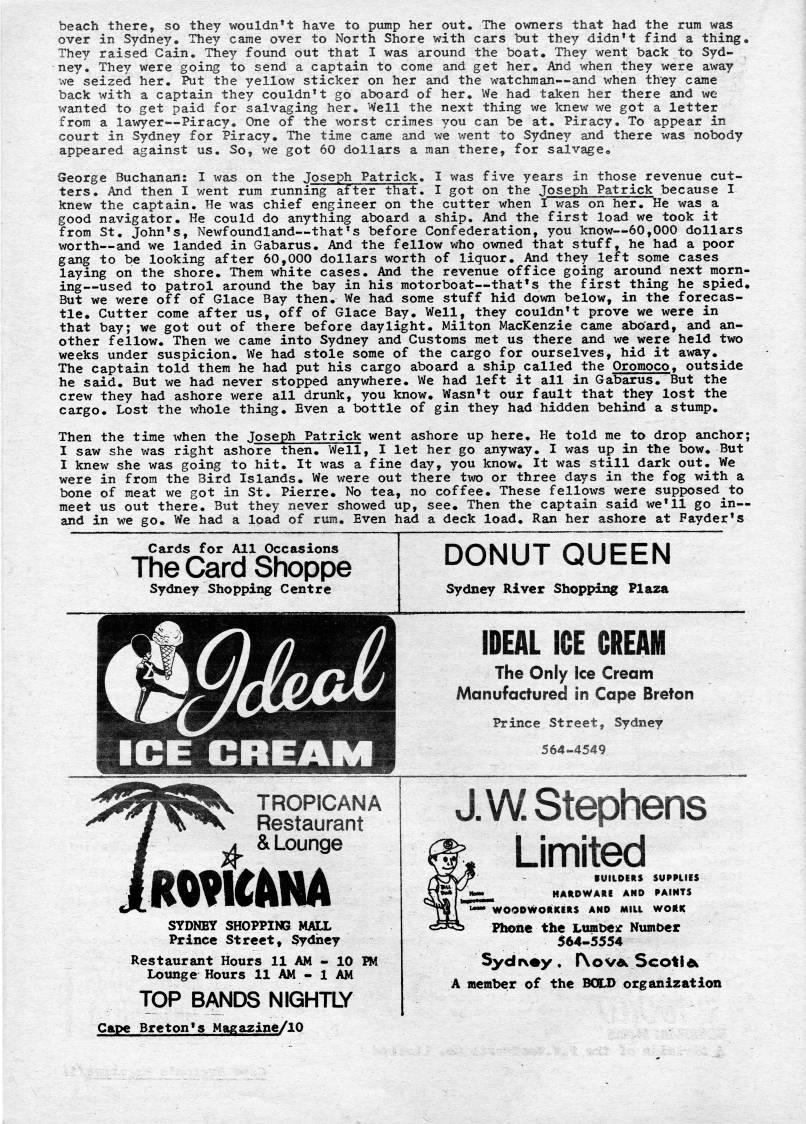 beach there, so they wouldn't have to pump her out. The owners that had the rum was
over in Sydney. They came over to North Shore with cars but they didn't find a thing.
They raised Cain. They found out that I was around the boat. They went back to Syd-
ney. They were going to send a captain to come and get her. And when they were away
we seized her. Put the yellow sticker on her and the watchman--and when they came
back with a captain they couldn't go aboard of her. We had taken her there and we
wanted to get paid for salvaging her. Well the next thing we knew we got a letter
from a lawyer--Piracy. One of the worst crimes you can be at. Piracy. To appear in
court in Sydney for Piracy. The time came and we went to Sydney and there was nobody
appeared against us. So, we got 60 dollars a man there, for salvage.
George Buchanan: I was on the Joseph Patrick. I was five years in those revenue cut-
ters. And then I went rum running after that. I got on the Joseph Patrick because I
knew the captain. He was chief engineer on the cutter when I was on her. He was a
good navigator. He could do anything aboard a ship. And the first load we took it
from St. John's, Newfoundland--that's before Confederation, you know--60,000 dollars
worth--and we landed in Gabarus. And the fellow who owned that stuff, he had a poor
gang to be looking after 60,000 dollars worth of liquor. And they left some cases
laying on the shore. Them white cases. And the revenue office going around next morn-
ing--used to patrol around the bay in his motorboat--that's the first thing he spied.
But we were off of Glace Bay then. We had some stuff hid down below, in the forecas-
tle. Cutter come after us, off of Glace Bay. Well, they couldn't prove we were in
that bay; we got out of there before daylight. Milton MacKenzie came aboard, and an-
other fellow. Then we came into Sydney and Customs met us there and we were held two
weeks under suspicion. We had stole some of the cargo for ourselves, hid it away.
The captain told them he had put his cargo aboard a ship called the Oromoco, outside
he said. But we had never stopped anywhere. We had left it all in Gabarus. But the
crew they had ashore were all drunk, you know. Wasn't our fault that they lost the
cargo. Lost the whole thing. Even a bottle of gin they had hidden behind a stump.
Then the time when the Joseph Patrick went ashore up here. He told me to drop anchor;
I saw she was right ashore then. Well, I let her go anyway. I was up in the bow. But
I knew she was going to hit. It was a fine day, you know. It was still dark out. We
were in from the Bird Islands. We were out there two or three days in the fog with a
bone of meat we got in St. Pierre. No tea, no coffee. These fellows were supposed to
meet us out there. But they never showed up, see. Then the captain said we'll go in--
and in we go. We had a load of rum. Even had a deck load. Ran her ashore at Fayder's
Cards for All Occasions
The Card Shoppe
Sydney Shopping Centre
DONUT QUEEN
Sydney River Shopping Plaza
Ideal
ICE CREAM
IDEAL ICE CREAM
The Only Ice Cream
Manufactured in Cape Breton
Prince Street, Sydney
564-4549
TROPICANA
Restaurant
& Lounge
TROPICANA
SYDNEY SHOPPING MALL
Prince Street, Sydney
Restaurant Hours 11 AM - 10 PM
Lounge Hours 11 AM - 1 AM
TOP BANDS NIGHTLY
J.W. Stephens
Limited
BUILDERS SUPPLIES
HARDWARE AND PAINTS
WOODWORKERS AND MILL WORK
Home
Improvement
Loans
Phone the Lumber Number
564-5554
Sydney, Nova Scotia
A member of the BOLD organization
Cape Breton's Magazine/10